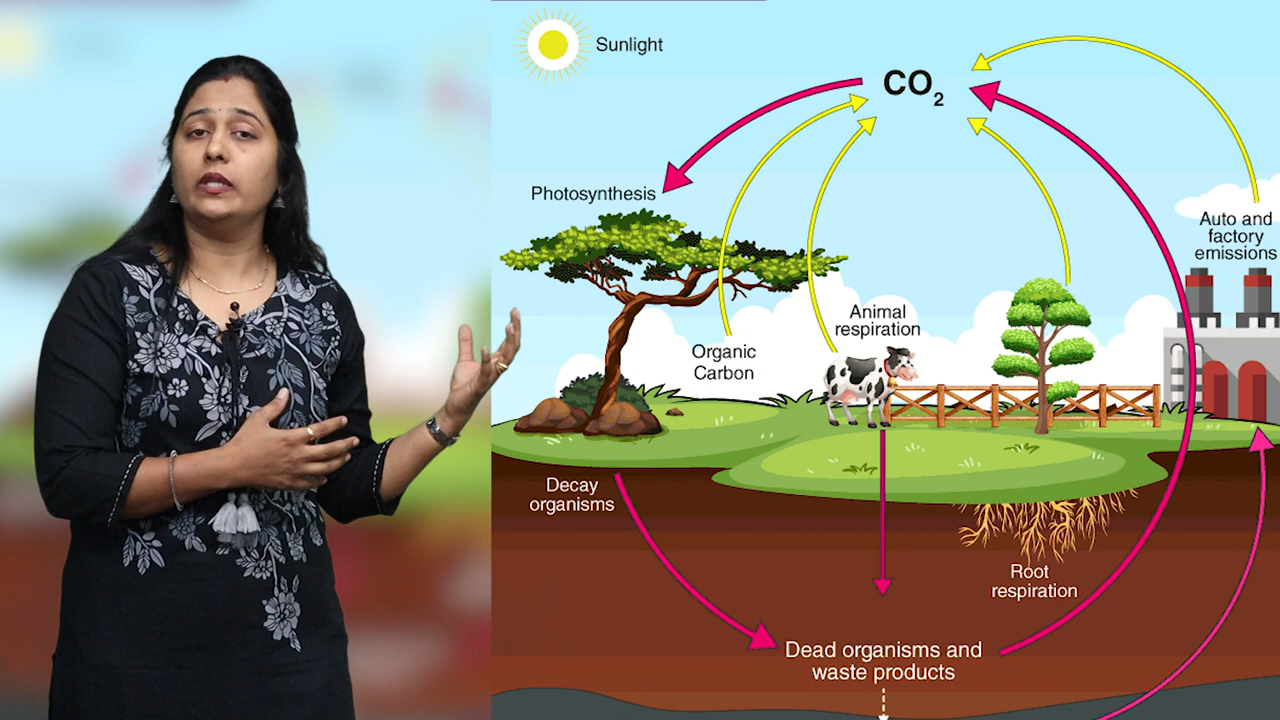 Sunlight
CO₂
Photosynthesis
Auto and
factory
emissions
Animal
respiration
Organic
Carbon
Decay
organisms
Root
respiration
Dead organisms and
waste products